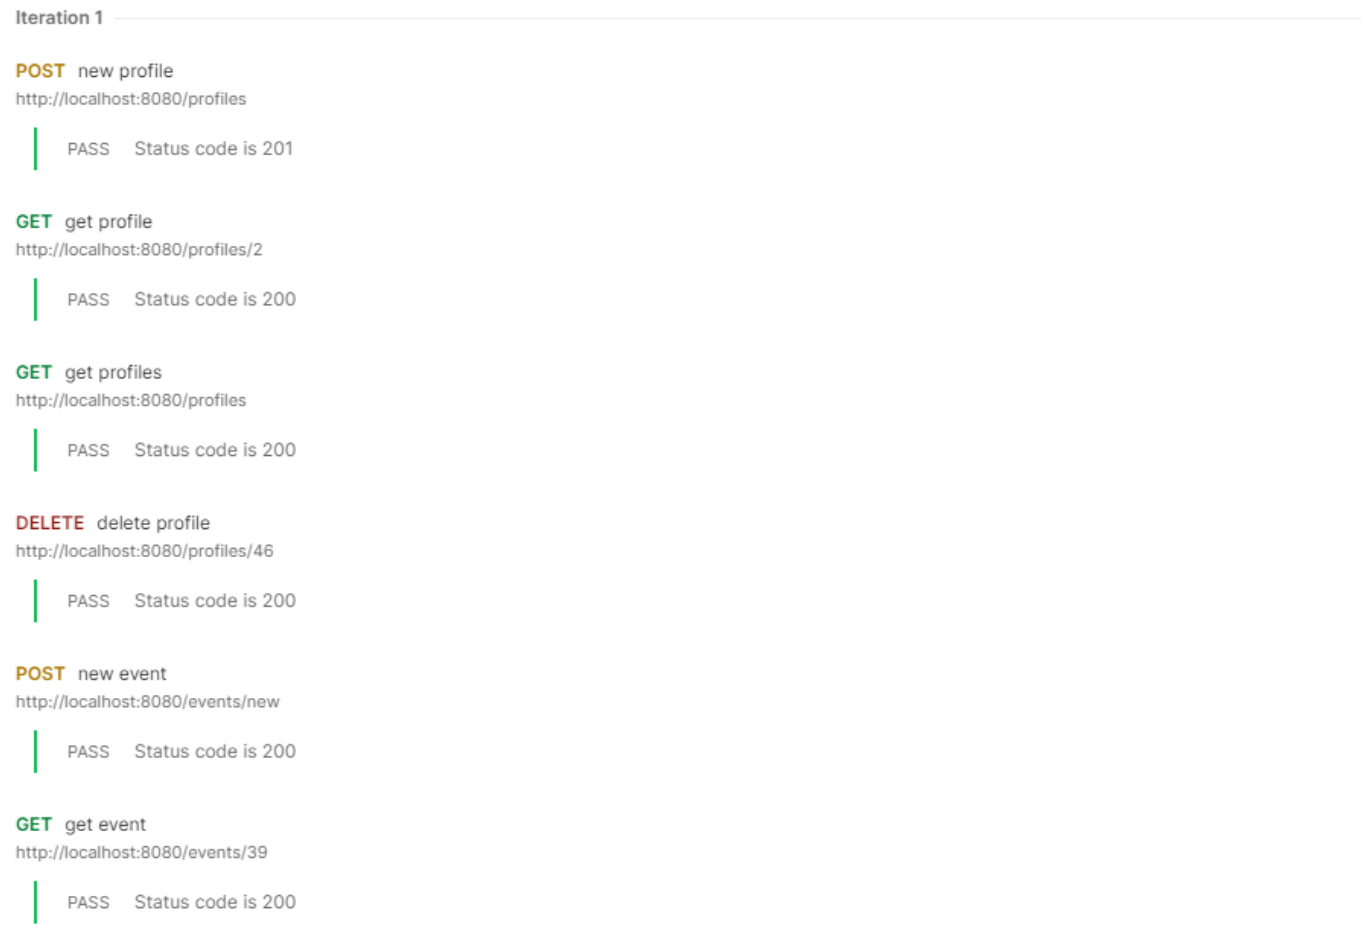 Iteration 1
POST new profile
http://localhost:8080/profiles
PASS Status code is 201
GET get profile
http://localhost:8080/profiles/2
PASS Status code is 200
GET get profiles
http://localhost:8080/profiles
PASS Status code is 200
DELETE delete profile
http://localhost:8080/profiles/46
PASS Status code is 200
POST new event
http://localhost:8080/events/new
PASS Status code is 200
GET get event
http://localhost:8080/events/39
PASS Status code is 200